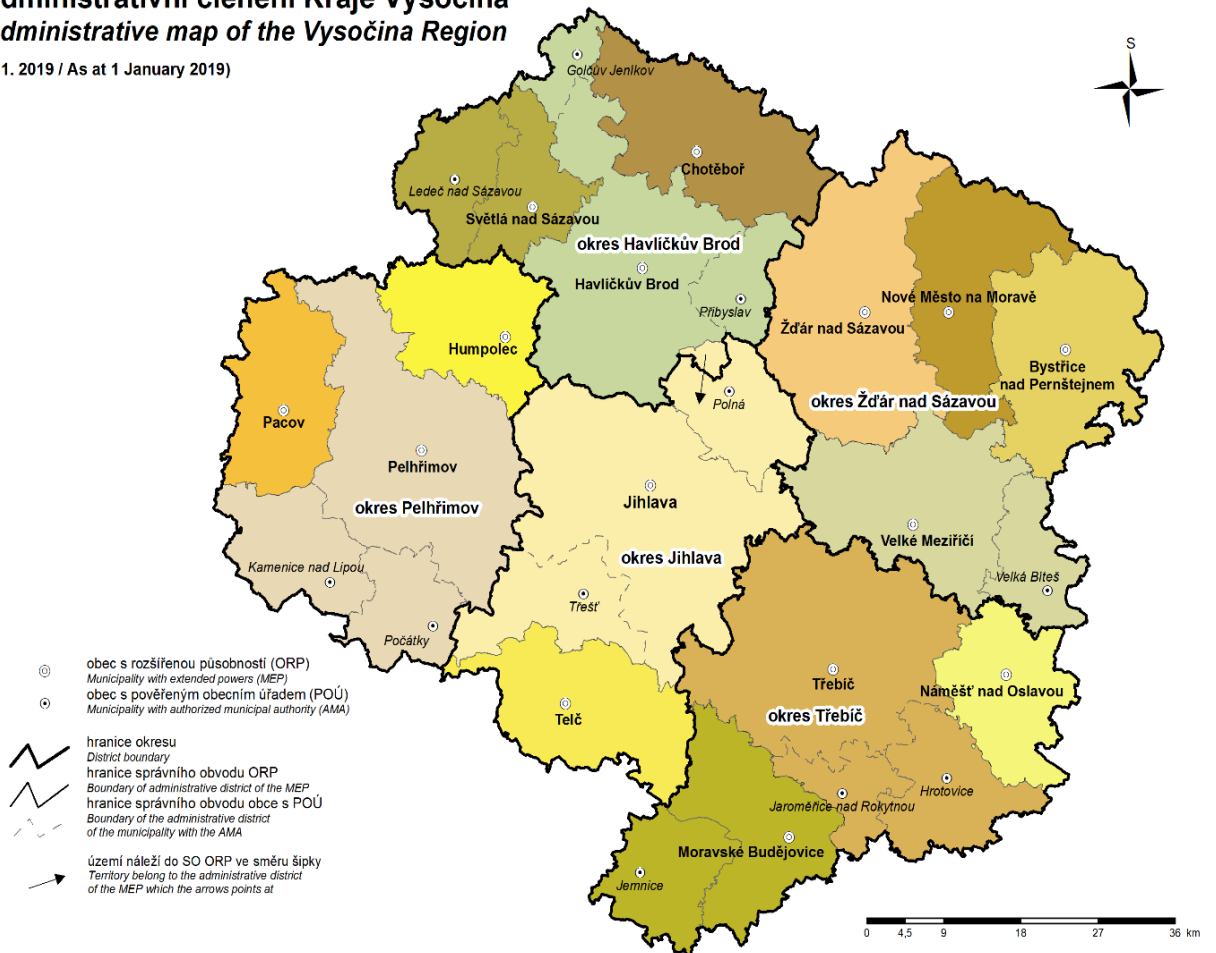 dministrativní členění Kraje Vysočina
dministrative map of the Vysočina Region
1. 2019 / As at 1 January 2019)
S
Golčův Jeníkov
Chotěboř
Ledeč nad Sázavou
Světlá nad Sázavou
okres Havlíčkův Brod
Havlíčkův Brod
Přibyslav
Nové Město na Moravě
Žďár nad Sázavou
Humpolec
Bystřice
nad Pernštejnem
okres Žďár nad Sázavou
Polná
Pacov
Pelhřimov
okres Pelhřimov
Jihlava
okres Jihlava
Velké Meziříčí
Velká Bíteš
Kamenice nad Lipou
Třešť
Počátky
Třebíč
Náměšť nad Oslavou
okres Třebíč
Telč
Hrotovice
Jaroměřice nad Rokytnou
Moravské Budějovice
Jemnice
obec s rozšířenou působností (ORP)
Municipality with extended powers (MEP)
obec s pověřeným obecním úřadem (POÚ)
Municipality with authorized municipal authority (AMA)
hranice okresu
District boundary
hranice správního obvodu ORP
Boundary of administrative district of the MEP
hranice správního obvodu obce s POÚ
Boundary of the administrative district
of the municipality with the AMA
území náleží do SO ORP ve směru šipky
Territory belong to the administrative district
of the MEP which the arrows points at
0 4,5 9 18 27 36 km